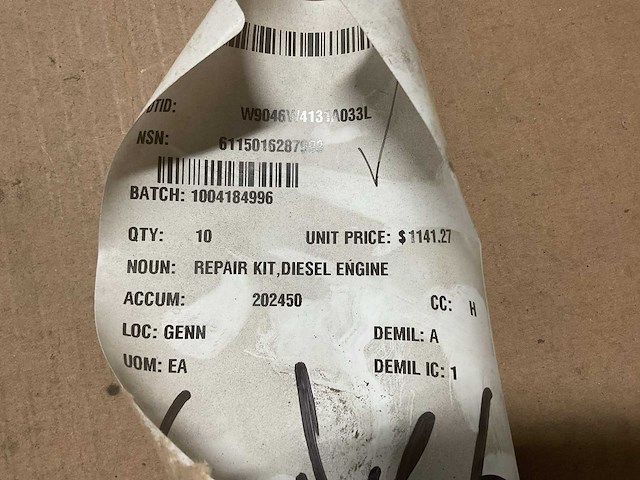 DTID: W9046W4131A033L
NSN:
BATCH: 1004184996
QTY: 10 UNIT PRICE: $1141.27
NOUN: REPAIR KIT,DIESEL ENGINE
ACCUM: 202450 CC: H
LOC: GENN DEMIL: A
UOM: EA DEMIL IC: 1